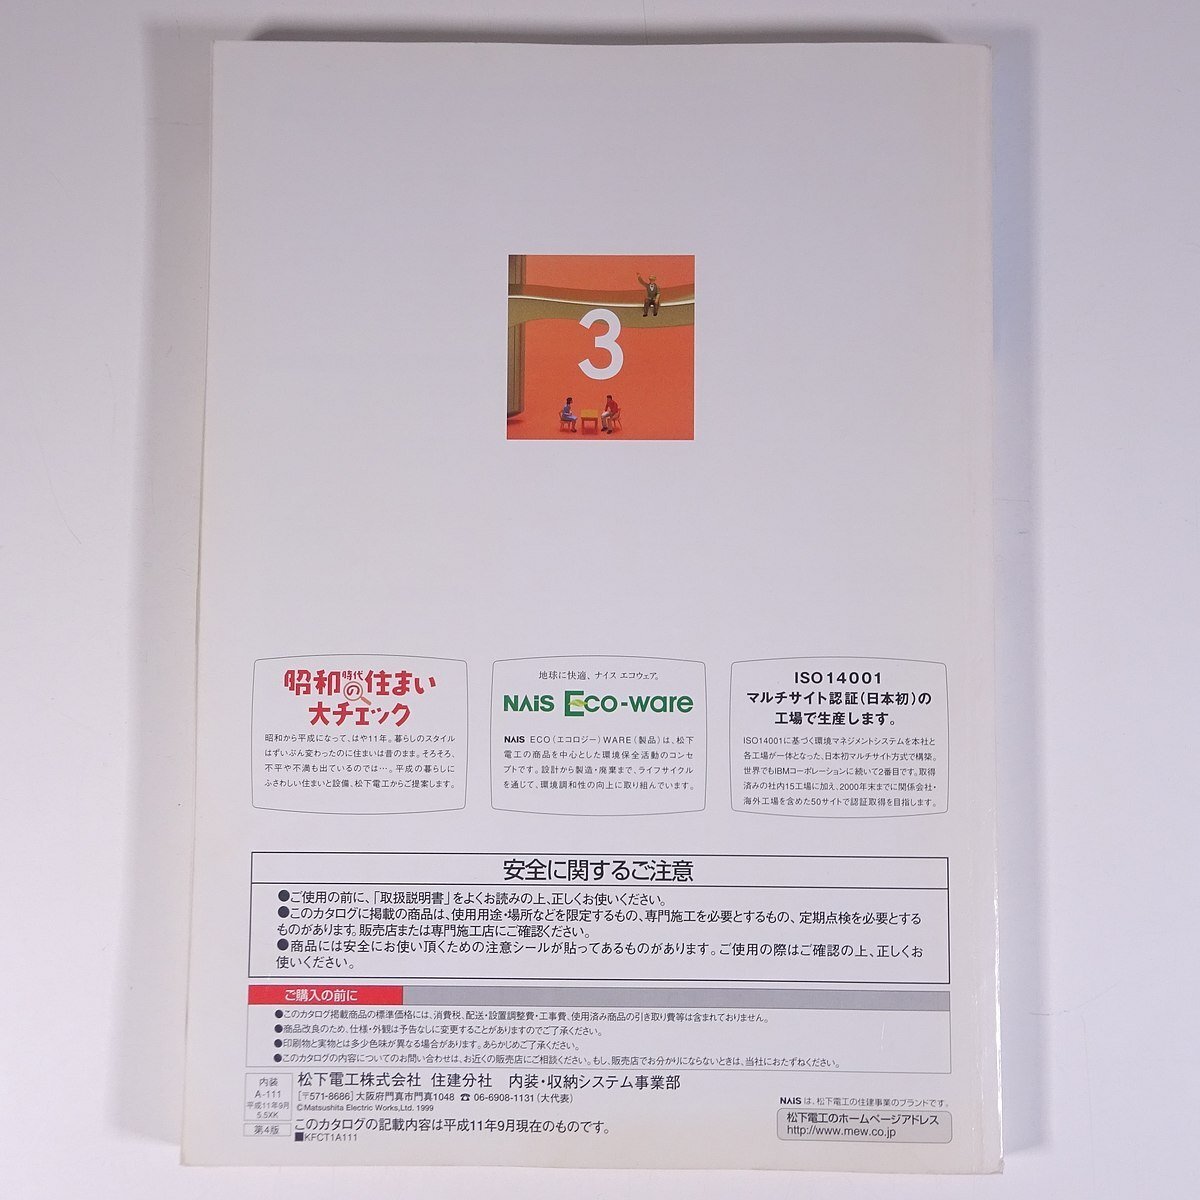 3
昭和時代の住まい
大チェック
昭和から平成になって、はや11年。暮らしのスタイル
はずいぶん変わったのに住まいは昔のまま。そろそろ、
不平や不満も出ているのでは…。平成の暮らしに
ふさわしい住まいと設備、松下電工からご提案します。
地球に快適、ナイス エコウェア。
NAiS Eco-ware
NAiS ECO(エコロジー)WARE(製品)は、松下
電工の商品を中心とした環境保全活動のコンセ
プトです。設計から製造・廃棄まで、ライフサイクル
を通じて、環境調和性の向上に取り組んでいます。
ISO14001
マルチサイト認証(日本初)の
工場で生産します。
ISO14001に基づく環境マネジメントシステムを本社と
各工場が一体となった、日本初マルチサイト方式で構築。
世界でもIBMコーポレーションに続いて2番目です。取得
済みの社内15工場に加え、2000年末までに関係会社・
海外工場を含めた50サイトで認証取得を目指します。
安全に関するご注意
●ご使用の前に、「取扱説明書」をよくお読みの上、正しくお使いください。
●このカタログに掲載の商品は、使用用途・場所などを限定するもの、専門施工を必要とするもの、定期点検を必要とする
ものがあります。販売店または専門施工店にご確認ください。
●商品には安全にお使い頂くための注意シールが貼ってあるものがあります。ご使用の際はご確認の上、正しくお
使いください。
ご購入の前に
●このカタログ掲載商品の標準価格には、消費税、配送・設置調整費・工事費、使用済み商品の引き取り費等は含まれておりません。
●商品改良のため、仕様・外観は予告なしに変更することがありますのでご了承ください。
●印刷物と実物とは多少色味が異なる場合があります。あらかじめご了承ください。
●このカタログの内容についてのお問い合わせは、お近くの販売店にご相談ください。もし、販売店でお分かりにならないときは、当社におたずねください。
内装
A-111
平成11年9月
5.5XK
第4版
松下電工株式会社 住建分社 内装・収納システム事業部
[〒571-8686]大阪府門真市門真1048 ☎06-6908-1131(大代表)
©Matsushita Electric Works,Ltd. 1999
このカタログの記載内容は平成11年9月現在のものです。
■KFCT1A111
NAiS は、松下電工の住建事業のブランドです。
松下電工のホームページアドレス
http://www.mew.co.jp